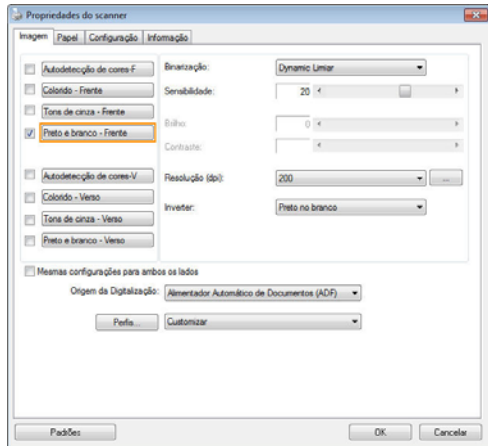 Propriedades do scanner
Imagem Papel Configuração Informação
Autodetecção de cores-F
Colorido - Frente
Tons de cinza - Frente
Preto e branco - Frente
Autodetecção de cores-V
Colorido - Verso
Tons de cinza - Verso
Preto e branco - Verso
Binarização: Dynamic Limiar
Sensibilidade: 20
Brilho: 0
Contraste:
Resolução (dpi): 200 ...
Inverter: Preto no branco
Mesmas configurações para ambos os lados
Origem da Digitalização: Alimentador Automático de Documentos (ADF)
Perfis... Customizar
Padrões OK Cancelar